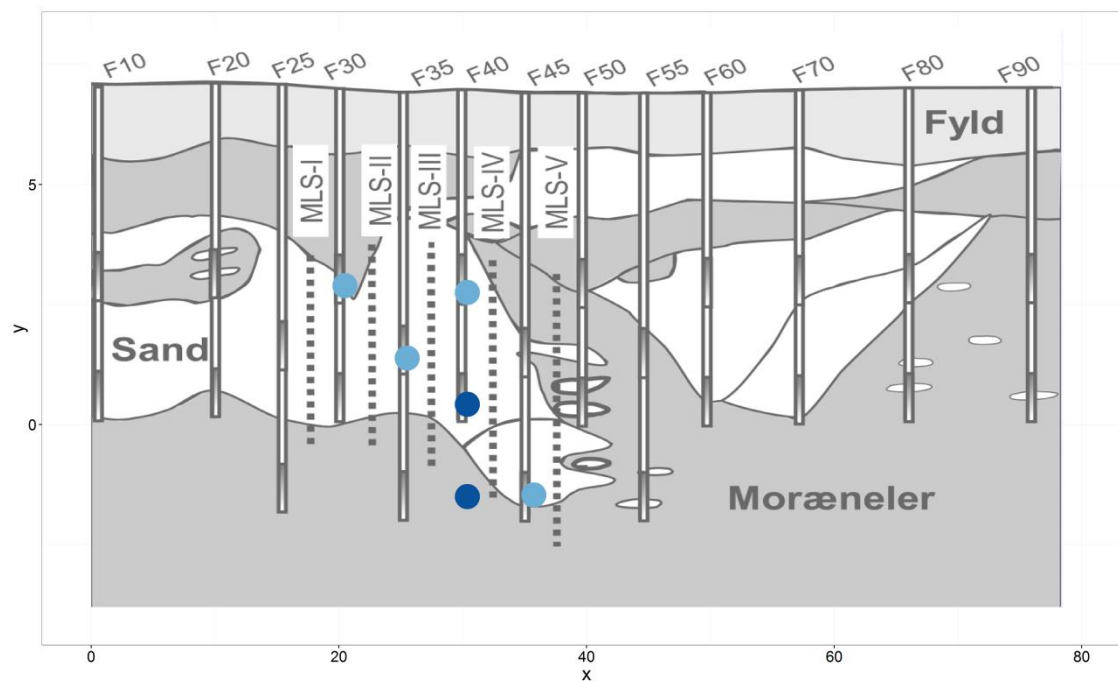 F10 F20 F25 F30 F35 F40 F45 F50 F55 F60 F70 F80 F90
Fyld
MLS-I MLS-II MLS-III MLS-IV MLS-V
5
y
Sand
0
Moræneler
0 20 40 60 80
x